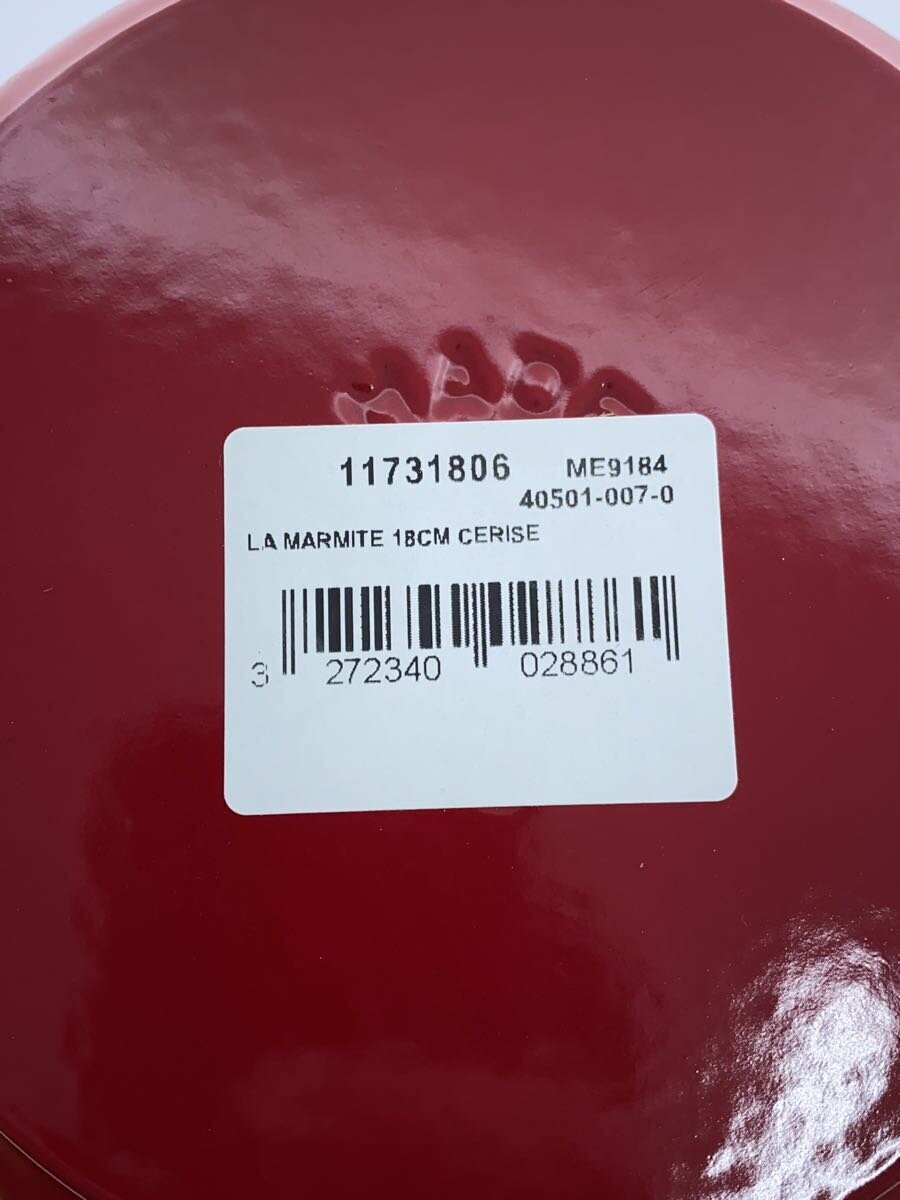 11731806 ME9184
40501-007-0
LA MARMITE 18CM CERISE
3 272340 028861